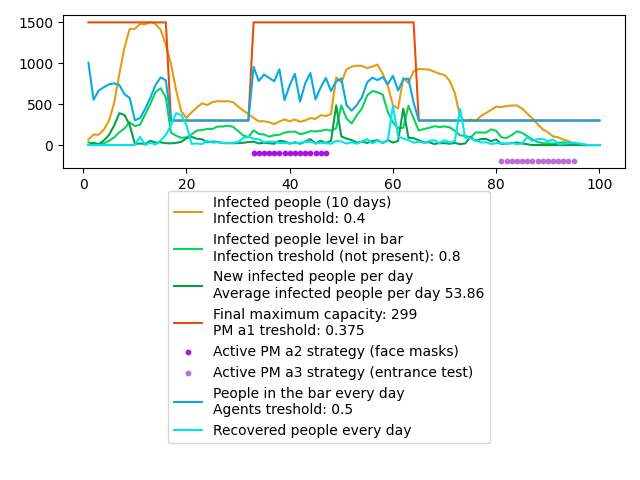 1500
1000
500
0
0 20 40 60 80 100
Infected people (10 days)
Infection treshold: 0.4
Infected people level in bar
Infection treshold (not present): 0.8
New infected people per day
Average infected people per day 53.86
Final maximum capacity: 299
PM a1 treshold: 0.375
Active PM a2 strategy (face masks)
Active PM a3 strategy (entrance test)
People in the bar every day
Agents treshold: 0.5
Recovered people every day